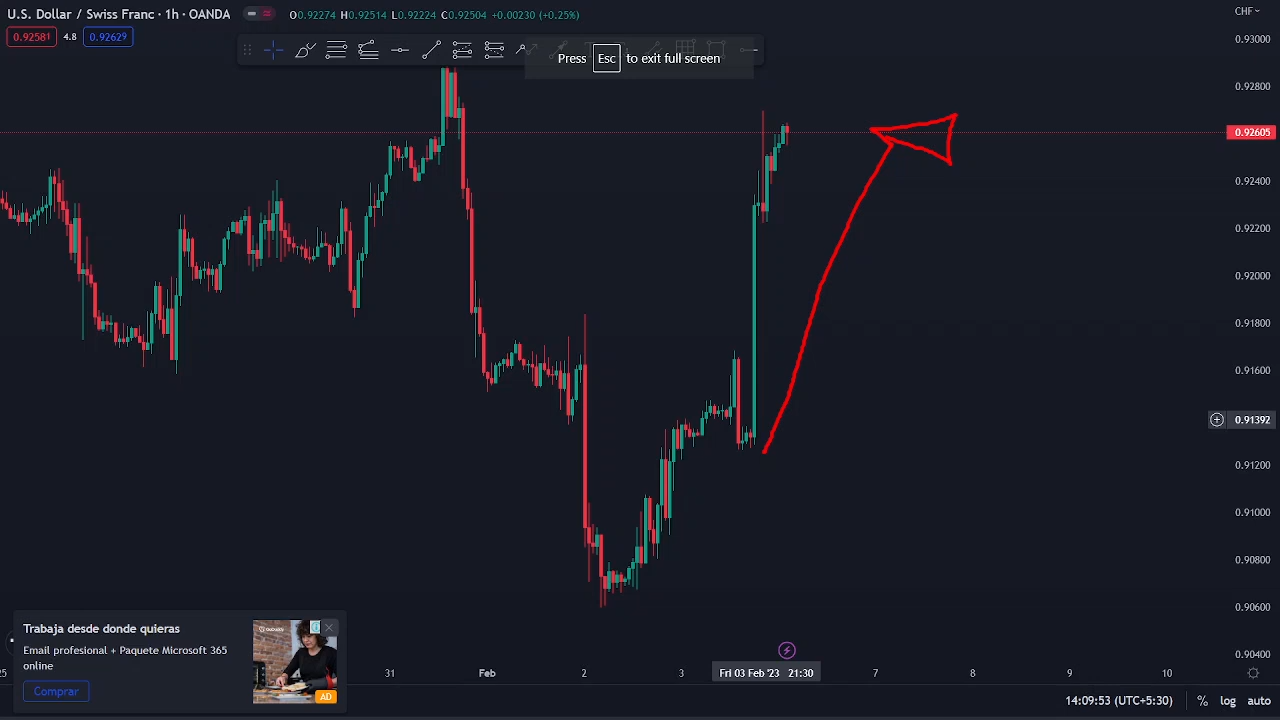 U.S. Dollar / Swiss Franc · 1h · OANDA
O0.92274 H0.92514 L0.92224 C0.92504 +0.00230 (+0.25%)
CHF
0.92581 4.8 0.92629
Press Esc to exit full screen
0.93000
0.92800
0.92605
0.92400
0.92200
0.92000
0.91800
0.91600
0.91392
0.91200
0.91000
0.90800
0.90600
0.90400
Trabaja desde donde quieras
Email profesional + Paquete Microsoft 365
online
Comprar
AD
25 31 Feb 2 3 Fri 03 Feb '23 21:30 7 8 9 10
14:09:53 (UTC+5:30) % log auto